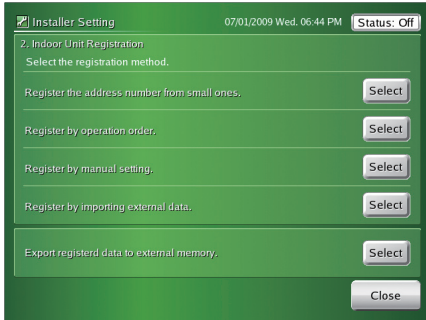 Installer Setting 07/01/2009 Wed. 06:44 PM Status: Off
2. Indoor Unit Registration
Select the registration method.
Register the address number from small ones. Select
Register by operation order. Select
Register by manual setting. Select
Register by importing external data. Select
Export registerd data to external memory. Select
Close